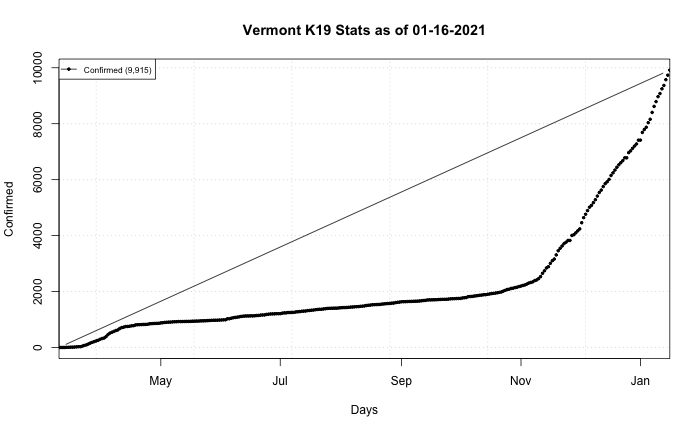 Vermont K19 Stats as of 01-16-2021
Confirmed (9,915)
10000
8000
6000
4000
2000
0
Confirmed
May Jul Sep Nov Jan
Days